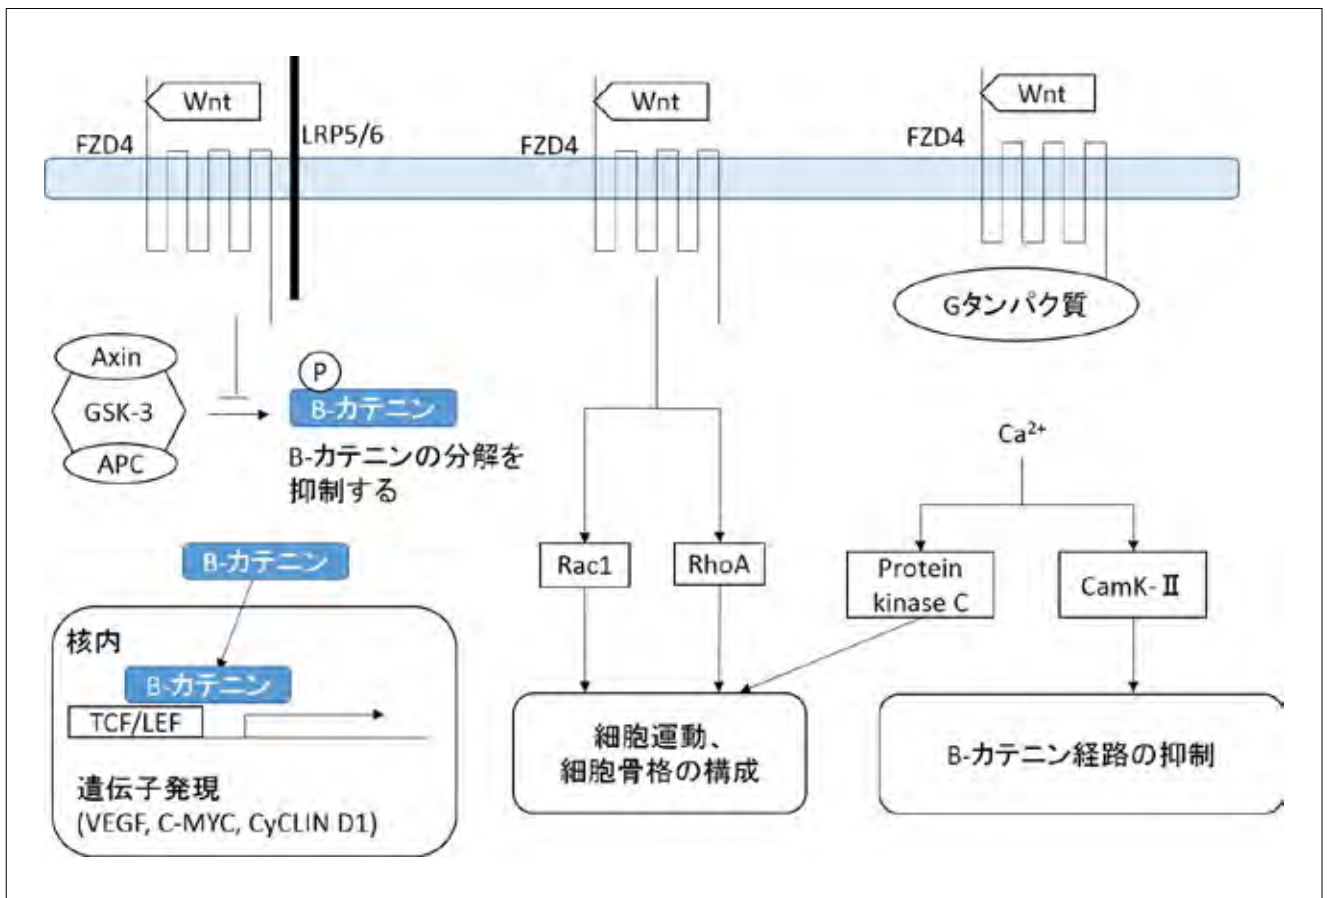 Wnt
FZD4
LRP5/6
Wnt
FZD4
Wnt
FZD4
Gタンパク質
Axin
GSK-3
APC
P
B-カテニン
B-カテニンの分解を
抑制する
B-カテニン
核内
B-カテニン
TCF/LEF
遺伝子発現
(VEGF, C-MYC, CyCLIN D1)
Rac1
RhoA
細胞運動、
細胞骨格の構成
Ca²⁺
Protein
kinase C
CamK-Ⅱ
B-カテニン経路の抑制